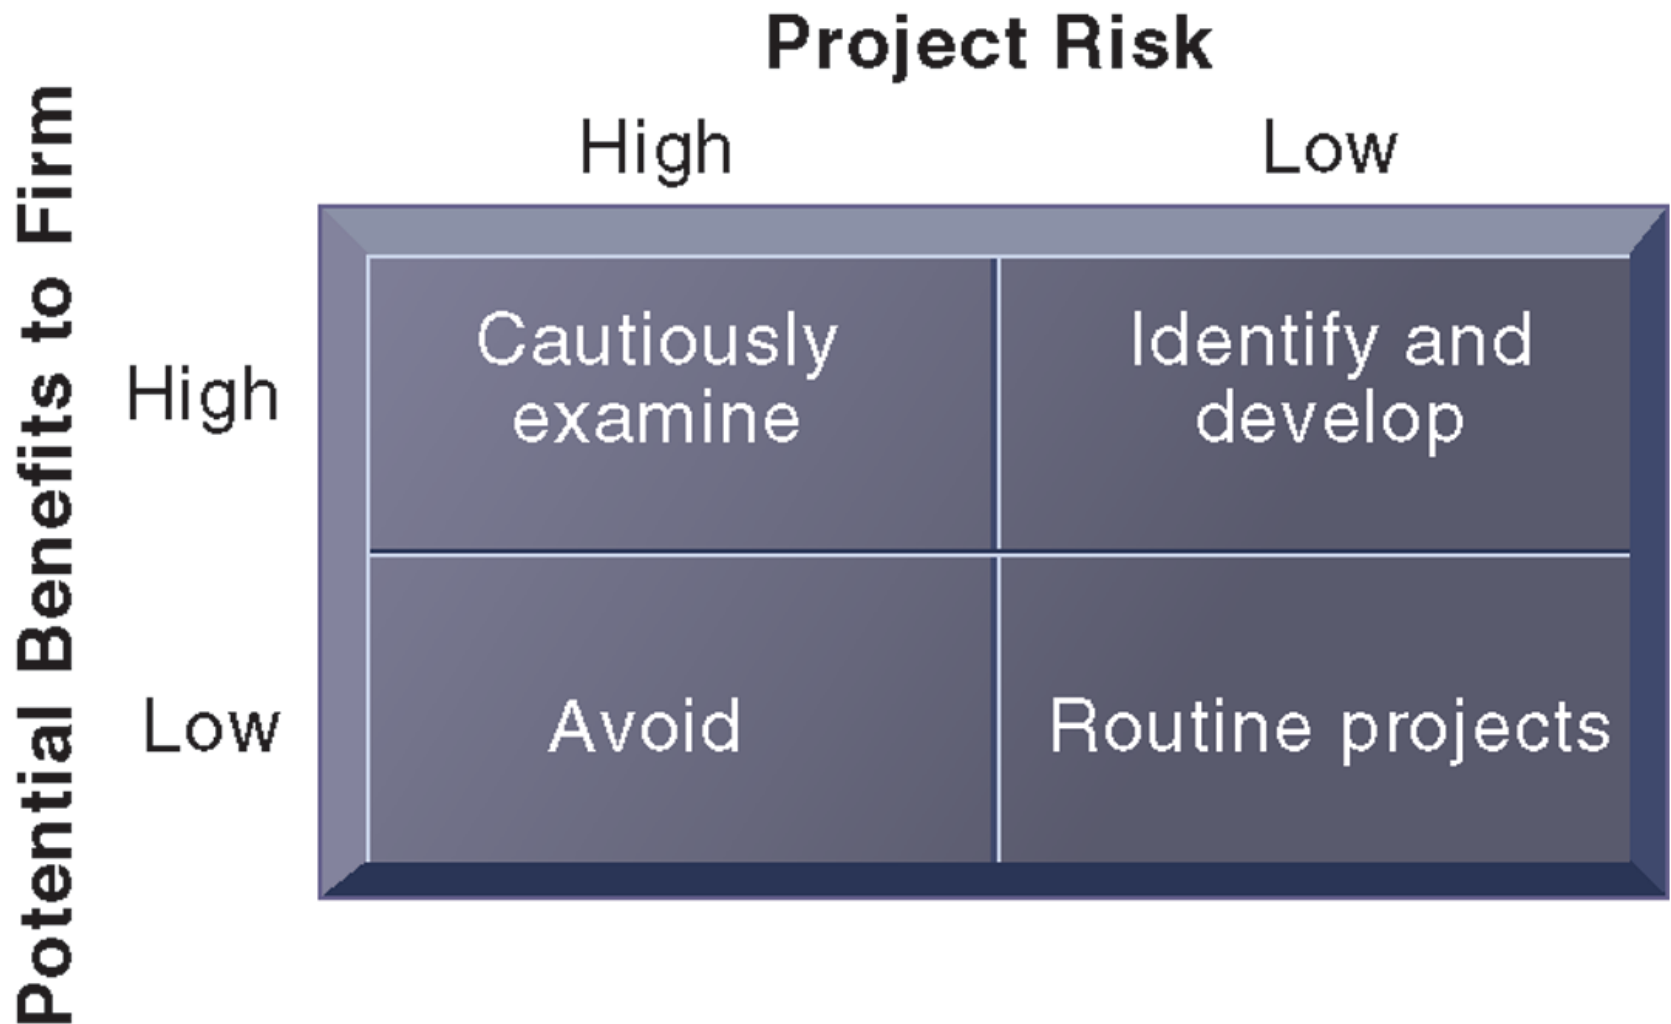 Project Risk
High
Low
Potential Benefits to Firm
High
Cautiously
examine
Identify and
develop
Low
Avoid
Routine projects